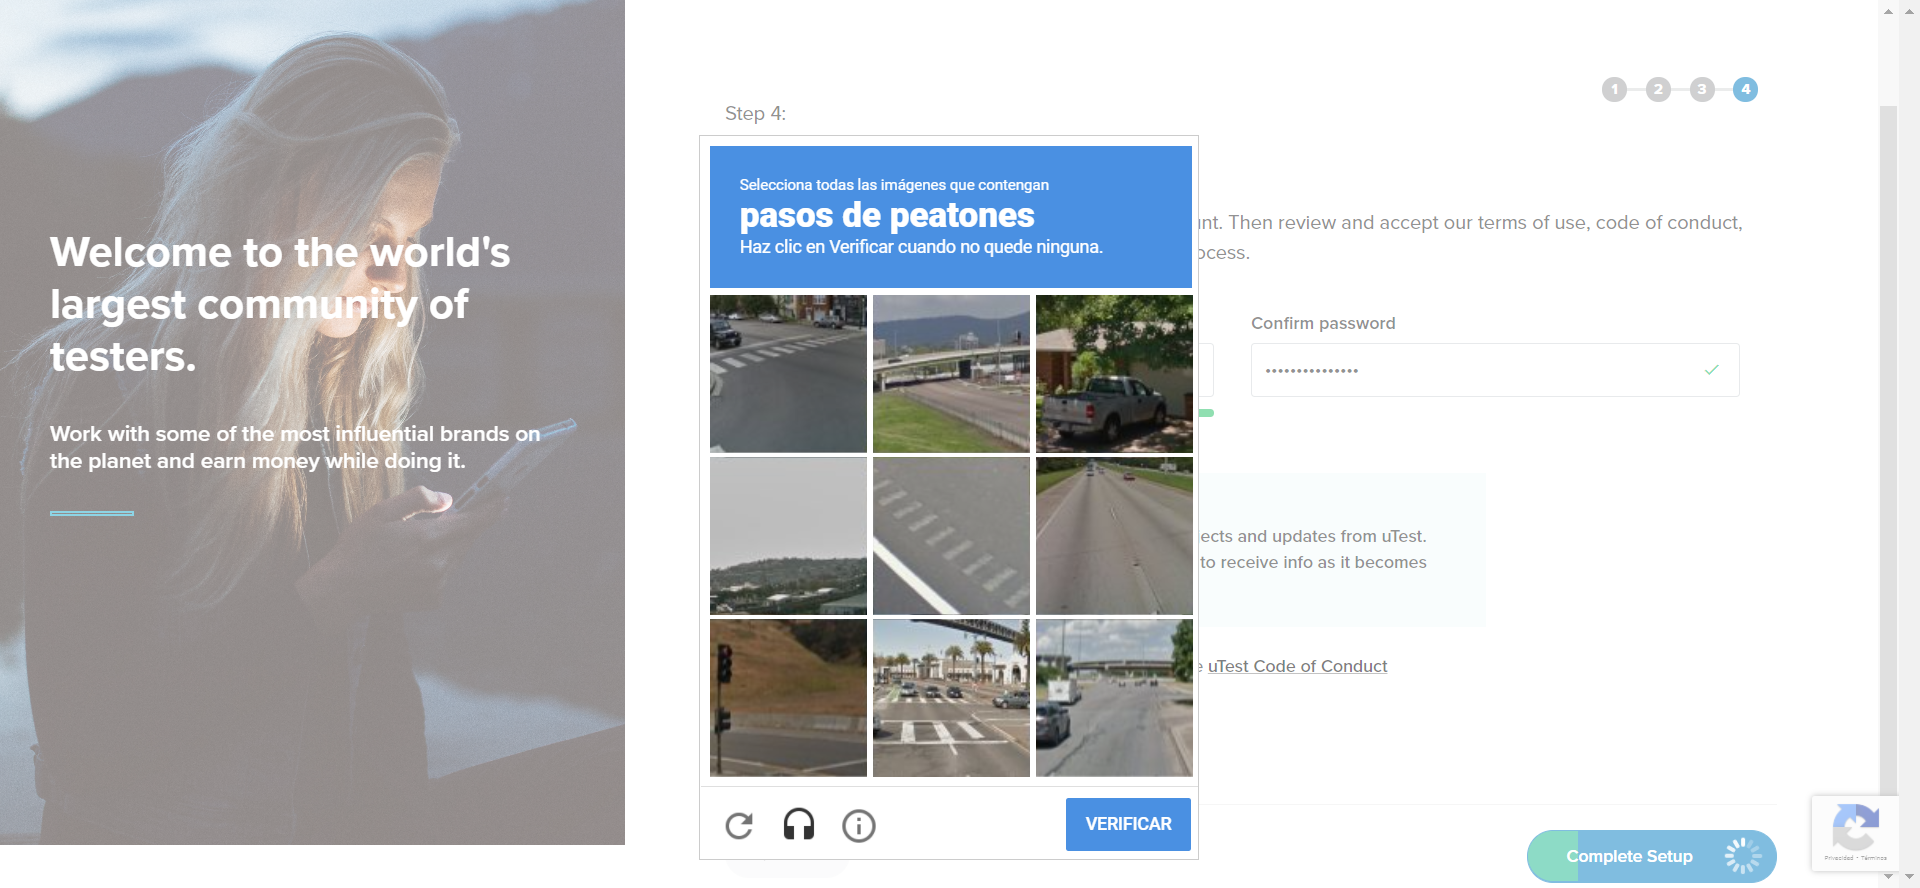 Welcome to the world's
largest community of
testers.
Work with some of the most influential brands on
the planet and earn money while doing it.
1 2 3 4
Step 4:
Selecciona todas las imágenes que contengan
pasos de peatones
Haz clic en Verificar cuando no quede ninguna.
VERIFICAR
Then review and accept our terms of use, code of conduct,
Confirm password
•••••••••••••••
and updates from uTest.
to receive info as it becomes
uTest Code of Conduct
Complete Setup
Privacidad • Términos